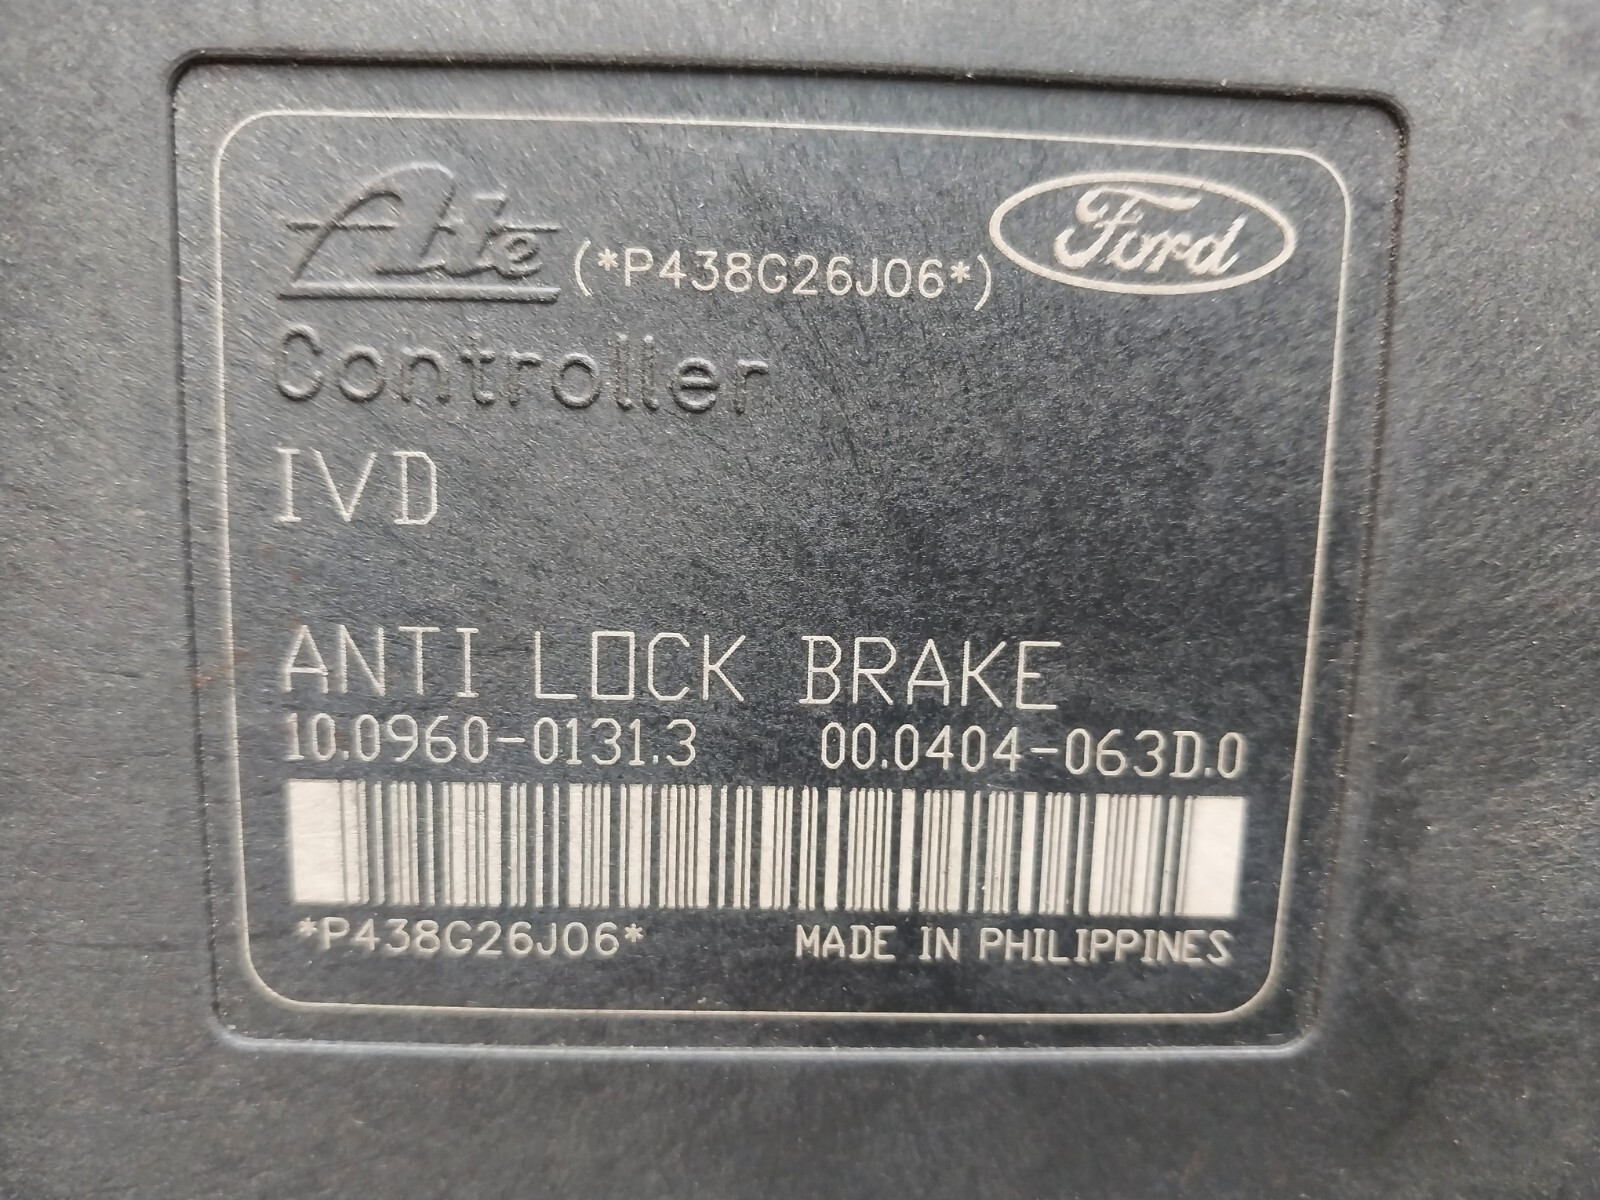 Ate (*P438G26J06*) Ford
Controller
IVD
ANTI LOCK BRAKE
10.0960-0131.3 00.0404-063D.0
*P438G26J06* MADE IN PHILIPPINES